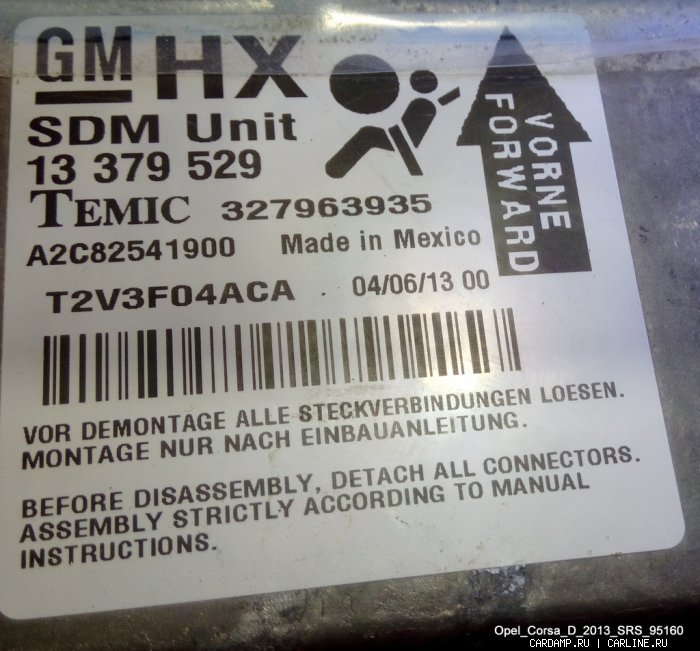 GM HX
SDM Unit
13 379 529
TEMIC 327963935
A2C82541900 Made in Mexico
T2V3F04ACA 04/06/13 00
VORNE
FORWARD
VOR DEMONTAGE ALLE STECKVERBINDUNGEN LOESEN.
MONTAGE NUR NACH EINBAUANLEITUNG.
BEFORE DISASSEMBLY, DETACH ALL CONNECTORS.
ASSEMBLY STRICTLY ACCORDING TO MANUAL
INSTRUCTIONS.
Opel_Corsa_D_2013_SRS_95160
CARDAMP.RU | CARLINE.RU